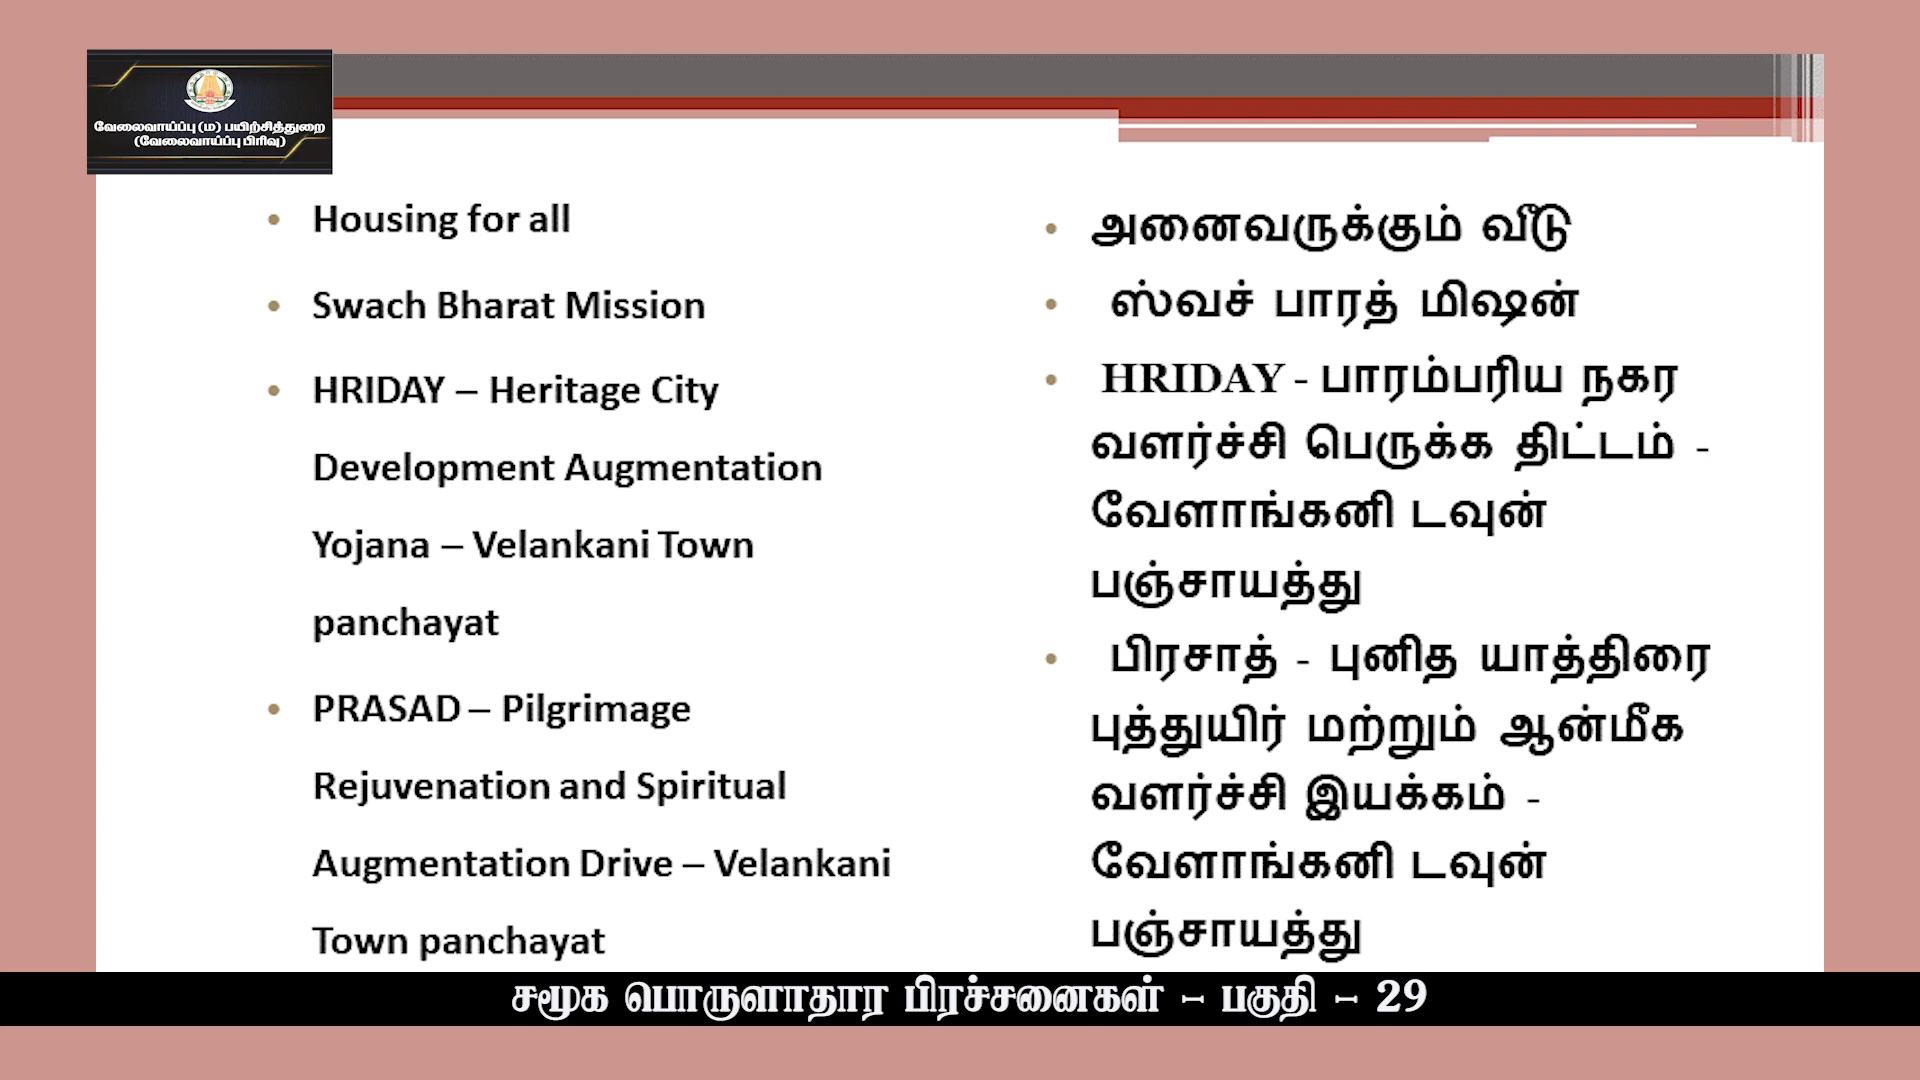 வேலைவாய்ப்பு (ம) பயிற்சித்துறை
(வேலைவாய்ப்பு பிரிவு)
• Housing for all
• Swach Bharat Mission
• HRIDAY – Heritage City
Development Augmentation
Yojana – Velankani Town
panchayat
• PRASAD – Pilgrimage
Rejuvenation and Spiritual
Augmentation Drive – Velankani
Town panchayat
• அனைவருக்கும் வீடு
• ஸ்வச் பாரத் மிஷன்
• HRIDAY - பாரம்பரிய நகர
வளர்ச்சி பெருக்க திட்டம் -
வேளாங்கனி டவுன்
பஞ்சாயத்து
• பிரசாத் - புனித யாத்திரை
புத்துயிர் மற்றும் ஆன்மீக
வளர்ச்சி இயக்கம் -
வேளாங்கனி டவுன்
பஞ்சாயத்து
சமூக பொருளாதார பிரச்சனைகள் – பகுதி – 29